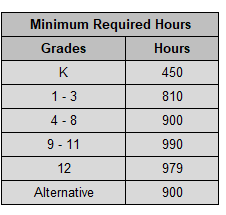 Minimum Required Hours
Grades Hours
K 450
1 - 3 810
4 - 8 900
9 - 11 990
12 979
Alternative 900